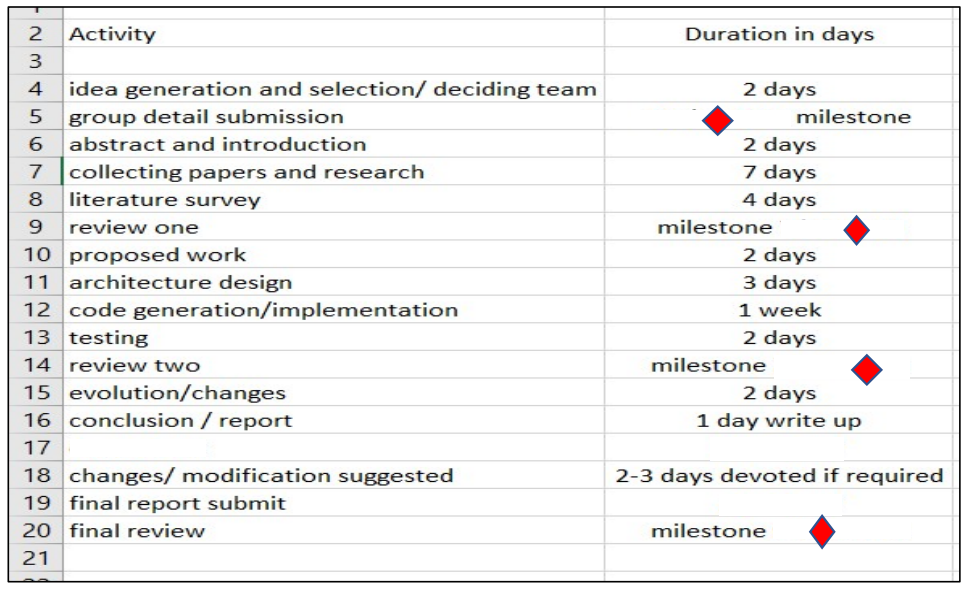 2 Activity Duration in days
3
4 idea generation and selection/ deciding team 2 days
5 group detail submission milestone
6 abstract and introduction 2 days
7 collecting papers and research 7 days
8 literature survey 4 days
9 review one milestone
10 proposed work 2 days
11 architecture design 3 days
12 code generation/implementation 1 week
13 testing 2 days
14 review two milestone
15 evolution/changes 2 days
16 conclusion / report 1 day write up
17
18 changes/ modification suggested 2-3 days devoted if required
19 final report submit
20 final review milestone
21